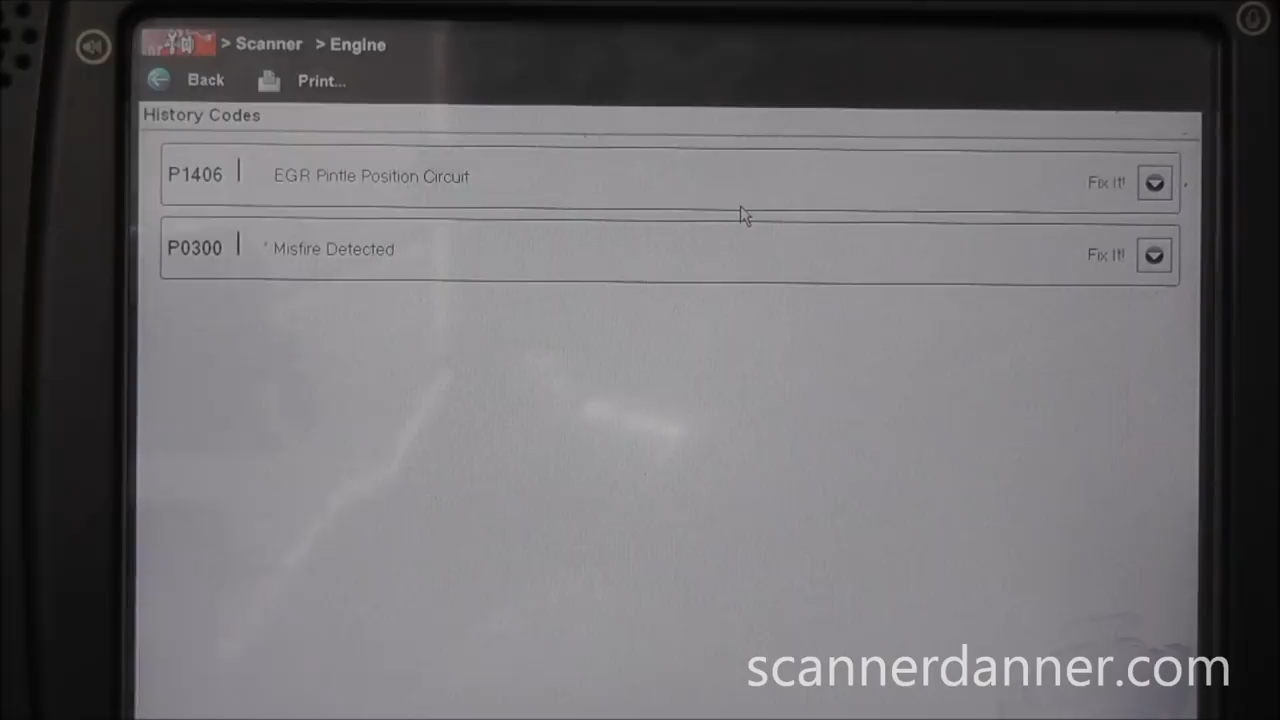 > Scanner > Engine
Back Print...
History Codes
P1406 | EGR Pintle Position Circuit Fix It!
P0300 | * Misfire Detected Fix It!
scannerdanner.com